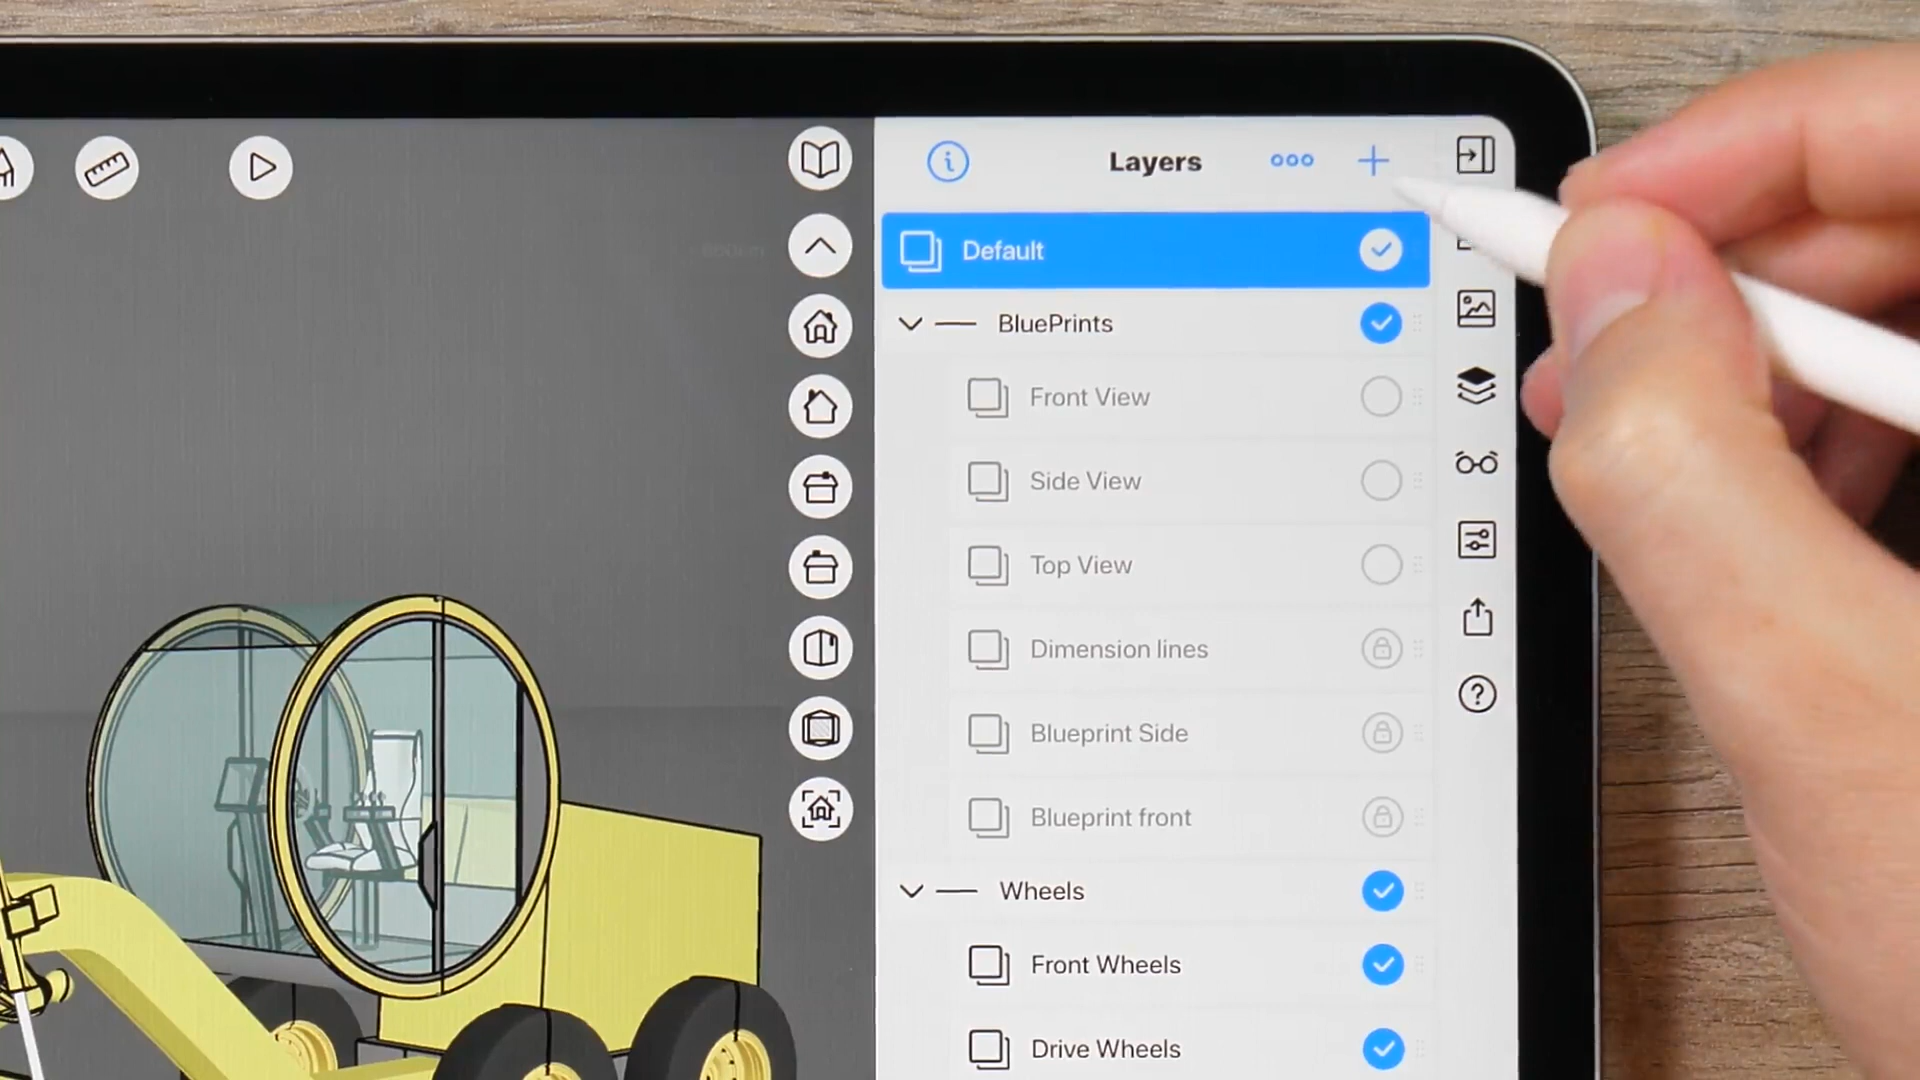 Layers
Default
BluePrints
Front View
Side View
Top View
Dimension lines
Blueprint Side
Blueprint front
Wheels
Front Wheels
Drive Wheels